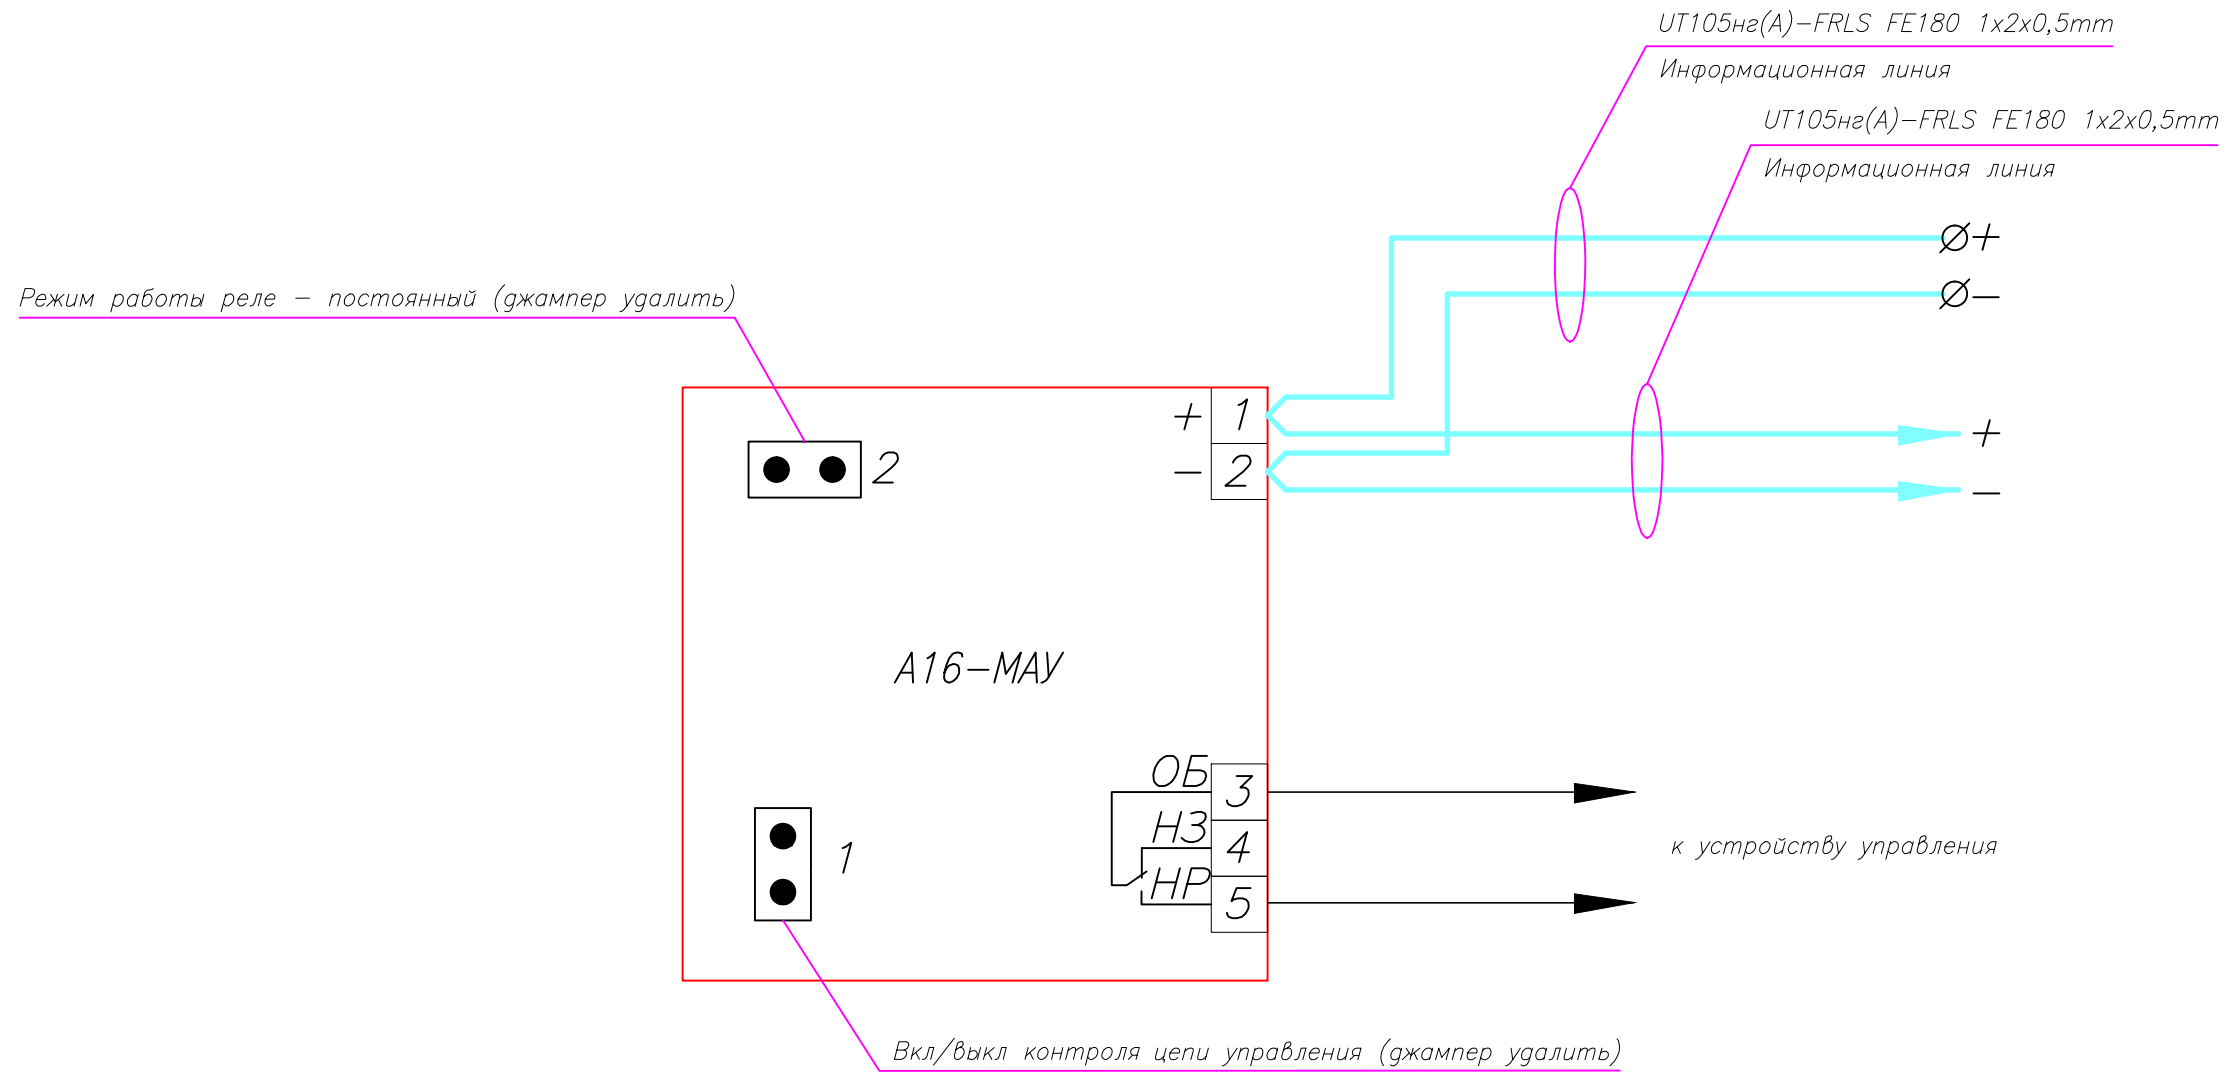 UT105нг(А)-FRLS FE180 1x2x0,5mm
Информационная линия
UT105нг(А)-FRLS FE180 1x2x0,5mm
Информационная линия
+
-
Режим работы реле - постоянный (джампер удалить)
+ 1
- 2
+
-
2
А16-МАУ
ОБ 3
НЗ 4
НР 5
к устройству управления
1
Вкл/выкл контроля цепи управления (джампер удалить)